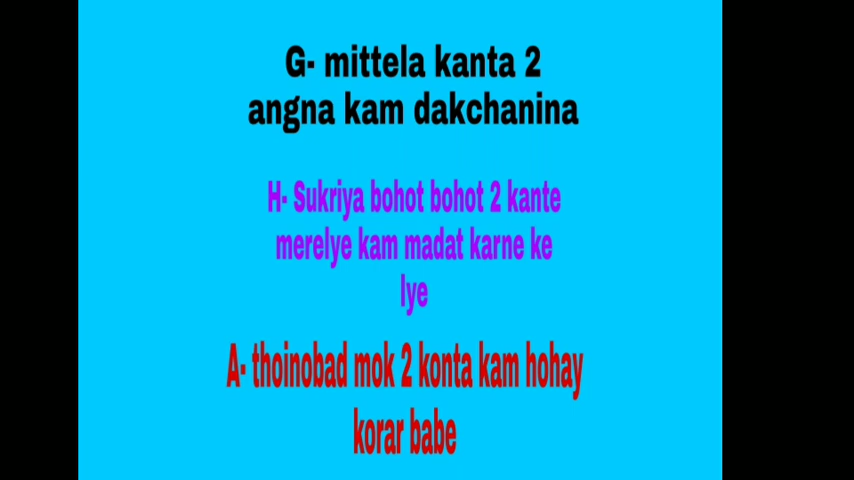 G- mittela kanta 2
angna kam dakchanina
H- Sukriya bohot bohot 2 kante
merelye kam madat karne ke
lye
A- thoinobad mok 2 konta kam hohay
korar babe